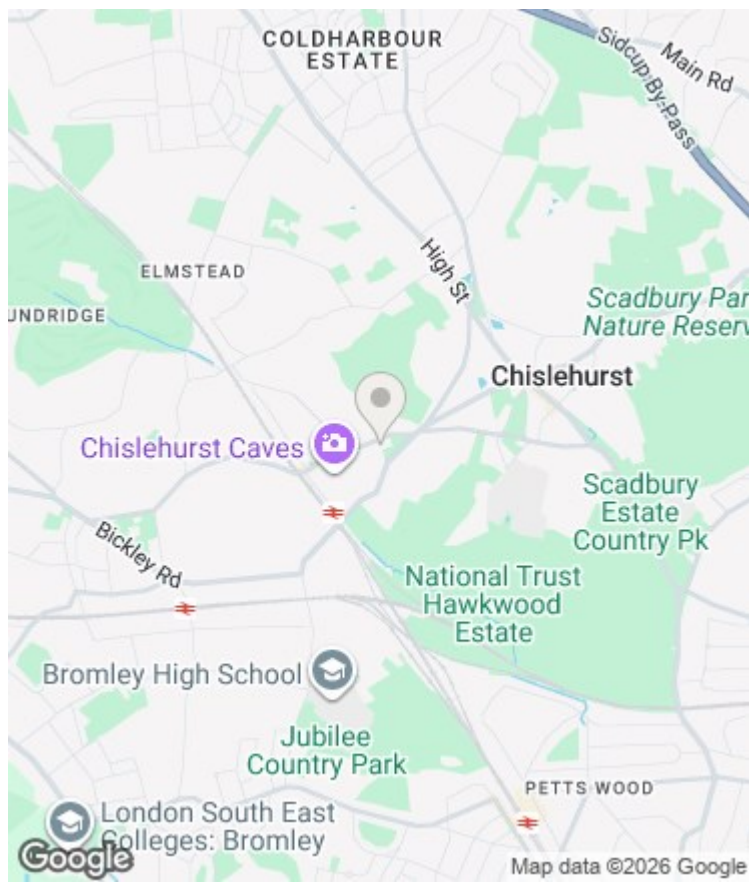 COLDHARBOUR
ESTATE
Sidcup By-Pass
Main Rd
High St
ELMSTEAD
UNDRIDGE
Scadbury Par
Nature Reserv
Chislehurst
Chislehurst Caves
Scadbury
Estate
Country Pk
Bickley Rd
National Trust
Hawkwood
Estate
Bromley High School
Jubilee
Country Park
PETTS WOOD
London South East
Colleges: Bromley
Google
Map data ©2026 Google